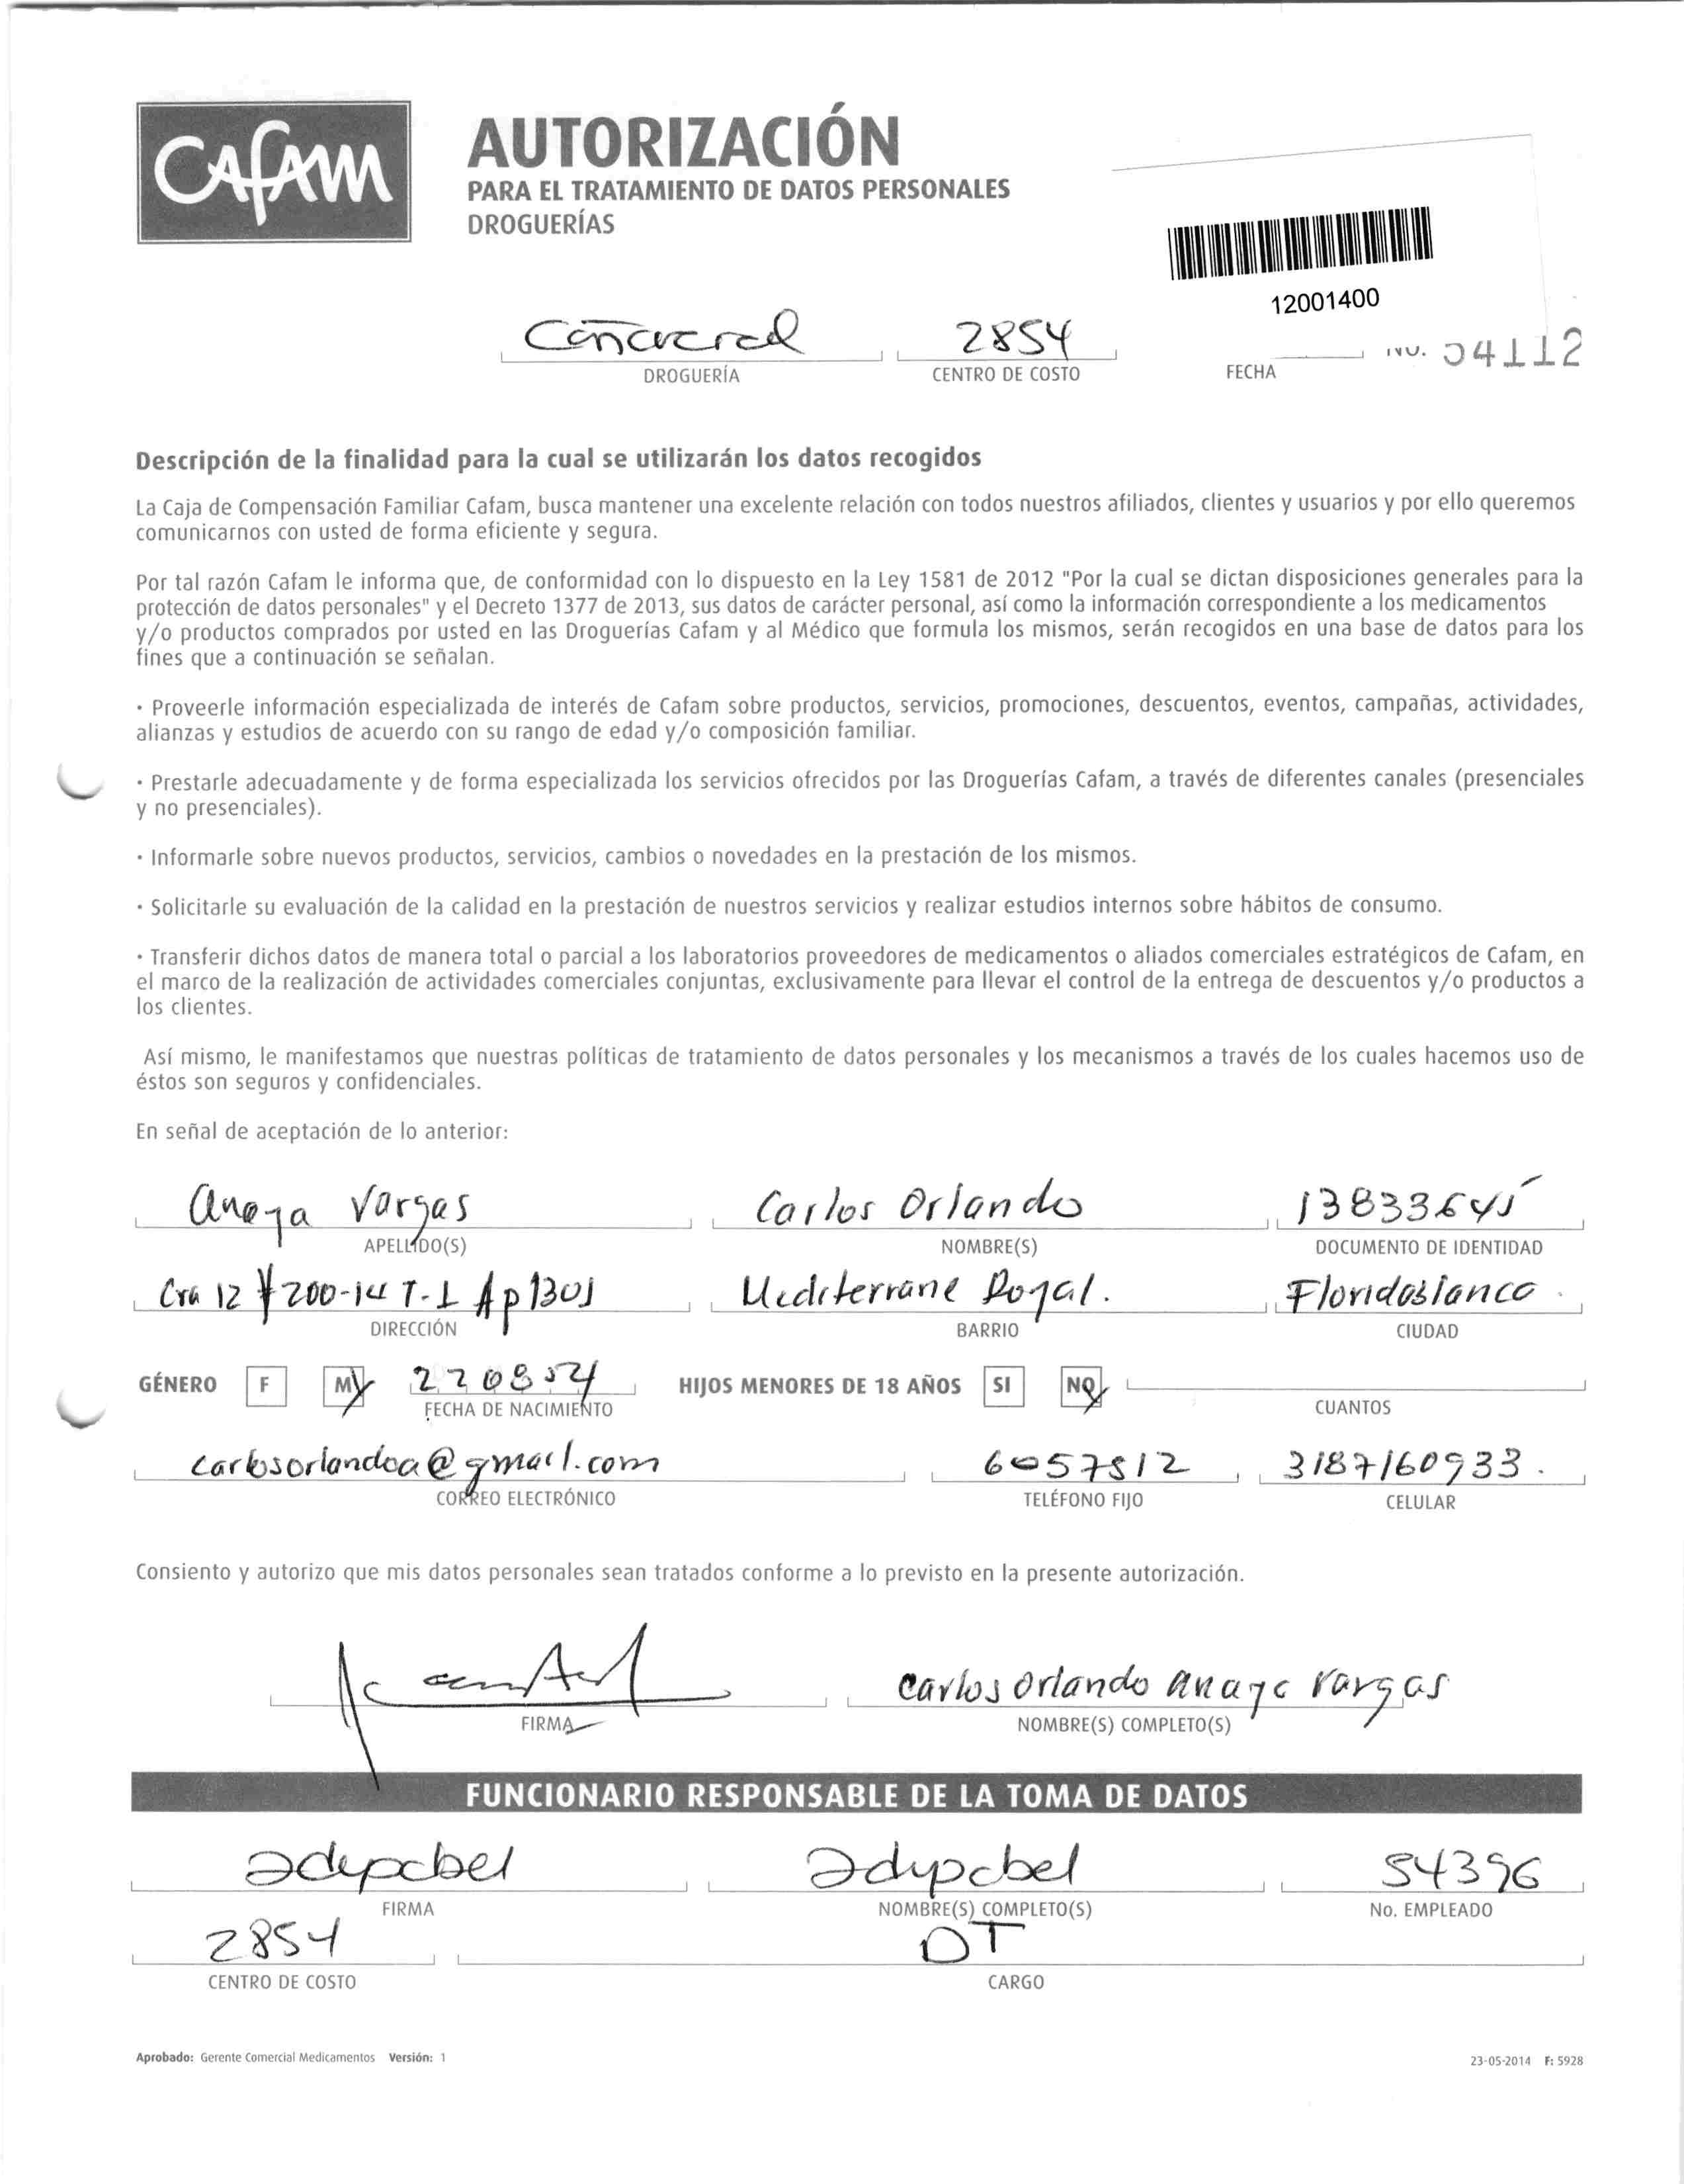 Cafam
AUTORIZACIÓN
PARA EL TRATAMIENTO DE DATOS PERSONALES
DROGUERÍAS
12001400
Cañaveral 2854 No. 04112
DROGUERÍA CENTRO DE COSTO FECHA
Descripción de la finalidad para la cual se utilizarán los datos recogidos
La Caja de Compensación Familiar Cafam, busca mantener una excelente relación con todos nuestros afiliados, clientes y usuarios y por ello queremos
comunicarnos con usted de forma eficiente y segura.
Por tal razón Cafam le informa que, de conformidad con lo dispuesto en la Ley 1581 de 2012 "Por la cual se dictan disposiciones generales para la
protección de datos personales" y el Decreto 1377 de 2013, sus datos de carácter personal, así como la información correspondiente a los medicamentos
y/o productos comprados por usted en las Droguerías Cafam y al Médico que formula los mismos, serán recogidos en una base de datos para los
fines que a continuación se señalan.
· Proveerle información especializada de interés de Cafam sobre productos, servicios, promociones, descuentos, eventos, campañas, actividades,
alianzas y estudios de acuerdo con su rango de edad y/o composición familiar.
· Prestarle adecuadamente y de forma especializada los servicios ofrecidos por las Droguerías Cafam, a través de diferentes canales (presenciales
y no presenciales).
· Informarle sobre nuevos productos, servicios, cambios o novedades en la prestación de los mismos.
· Solicitarle su evaluación de la calidad en la prestación de nuestros servicios y realizar estudios internos sobre hábitos de consumo.
· Transferir dichos datos de manera total o parcial a los laboratorios proveedores de medicamentos o aliados comerciales estratégicos de Cafam, en
el marco de la realización de actividades comerciales conjuntas, exclusivamente para llevar el control de la entrega de descuentos y/o productos a
los clientes.
Así mismo, le manifestamos que nuestras políticas de tratamiento de datos personales y los mecanismos a través de los cuales hacemos uso de
éstos son seguros y confidenciales.
En señal de aceptación de lo anterior:
Anaya Vargas Carlos Orlando 13833645
APELLIDO(S) NOMBRE(S) DOCUMENTO DE IDENTIDAD
Cra 12 # 200-14 T-1 Ap 1301 Mediterrane Royal. Floridablanca
DIRECCIÓN BARRIO CIUDAD
GÉNERO F M 220854 HIJOS MENORES DE 18 AÑOS SI NO
FECHA DE NACIMIENTO CUANTOS
carlosorlandoa@gmail.com 6057812 3187160933.
CORREO ELECTRÓNICO TELÉFONO FIJO CELULAR
Consiento y autorizo que mis datos personales sean tratados conforme a lo previsto en la presente autorización.
Carlos Orlando Anaya Vargas
FIRMA NOMBRE(S) COMPLETO(S)
FUNCIONARIO RESPONSABLE DE LA TOMA DE DATOS
54396
FIRMA NOMBRE(S) COMPLETO(S) No. EMPLEADO
2854 DT
CENTRO DE COSTO CARGO
Aprobado: Gerente Comercial Medicamentos Versión: 1 23-05-2014 F: 5928